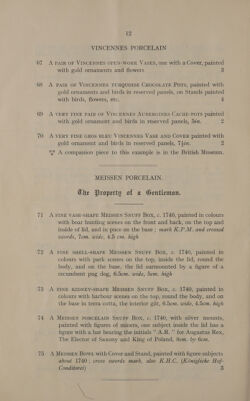 12
VINCENNES PORCELAIN
67 A PAIR OF VINCENNES OPUS-WORK VASES, one with a Cover, painted
with gold ornaments and flowers 3
68 A PAIR OF VINCENNES TURQUOISE CHOCOLATE POTS, painted with
gold ornaments and birds in reserved panels, on Stands painted
with birds, flowers, etc. 4
69 A VERY FINE PAIR OF VINCENNES AUBERGINES CACHE-POTS painted
with gold ornament and birds in reserved panels, 5in. 2
70 A VERY FINE GROS BLEU VINCENNES VASE AND COVER painted with
gold ornament and birds in reserved panels, 7½in. 2
*** A companion piece to this example is in the British Museum.
MEISSEN PORCELAIN.
The Property of a Gentleman.
71 A FINE VASE-SHAPE MEISSEN SNUFF BOX, c. 1740, painted in colours
with boar hunting scenes on the front and back, on the top and
inside of lid, and in pace on the base; mark K.P.M. and crossed
swords, 7cm. wide, 4.5 cm. high
72 A FINE SHELL-SHAPE MEISSEN SNUFF BOX, c. 1740, painted in
colours with park scenes on the top, inside the lid, round the
body, and on the base, the lid surmounted by a figure of a
recumbent pug dog, 6.5cm. wide, 5cm. high
73 A FINE KIDNEY-SHAPE MEISSEN SNUFF BOX, c. 1740, painted in
colours with harbour scenes on the top, round the body, and on
the base in terra cotta, the interior gilt, 6.5cm. wide, 4.5cm. high
74 A MEISSEN PORCELAIN SNUFF BOX, c. 1740, with silver mounts,
painted with figures of miners, one subject inside the lid has a
figure with a bar bearing the initials "A.R." for Augustus Rex,
The Elector of Saxony and King of Poland, 8cm. by 6cm.
75 A MEISSEN BOWL with Cover and Stand, painted with figure subjects
about 1740; cross swords mark, also K.H.C. (Königliche Hof-
Conditorei) 3